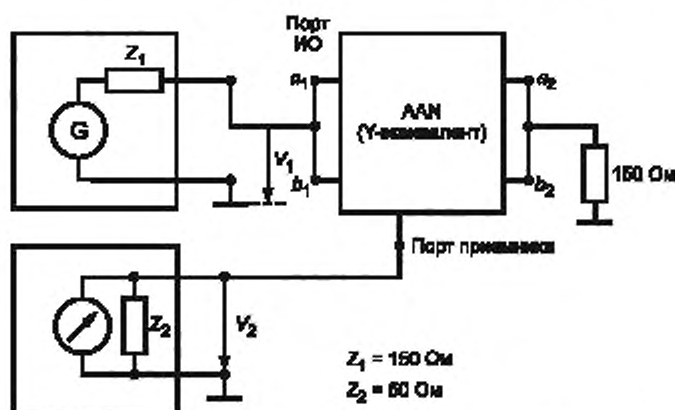 Порт
ИО
Z₁
G
a₁
b₁
V₁
AAN
(Y-эквивалент)
a₂
b₂
150 Ом
Порт приемника
Z₂
V₂
Z₁ = 150 Ом
Z₂ = 50 Ом